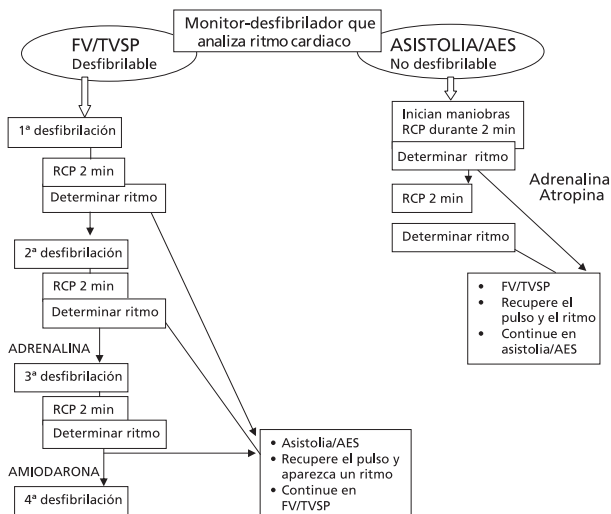 Monitor-desfibrilador que
analiza ritmo cardiaco
FV/TVSP
Desfibrilable
1ª desfibrilación
RCP 2 min
Determinar ritmo
2ª desfibrilación
RCP 2 min
Determinar ritmo
ADRENALINA
3ª desfibrilación
RCP 2 min
Determinar ritmo
AMIODARONA
4ª desfibrilación
• Asistolia/AES
• Recupere el pulso y
aparezca un ritmo
• Continue en
FV/TVSP
ASISTOLIA/AES
No desfibrilable
Inician maniobras
RCP durante 2 min
Determinar ritmo
RCP 2 min
Determinar ritmo
Adrenalina
Atropina
• FV/TVSP
• Recupere el
pulso y el ritmo
• Continue en
asistolia/AES